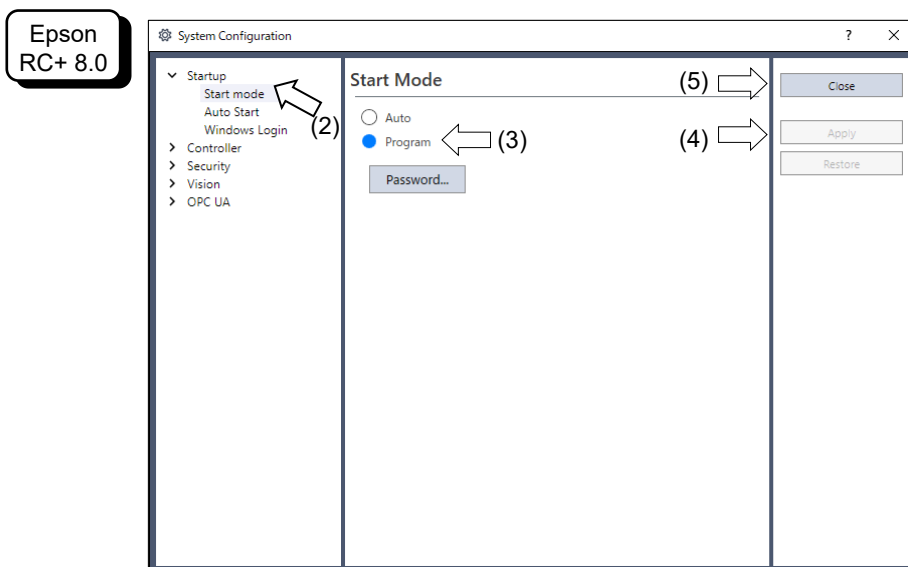 Epson
RC+ 8.0
System Configuration
?
Startup
Start mode
Auto Start
Windows Login
Controller
Security
Vision
OPC UA
(2)
Start Mode
Auto
Program
(3)
Password...
(5)
Close
(4)
Apply
Restore